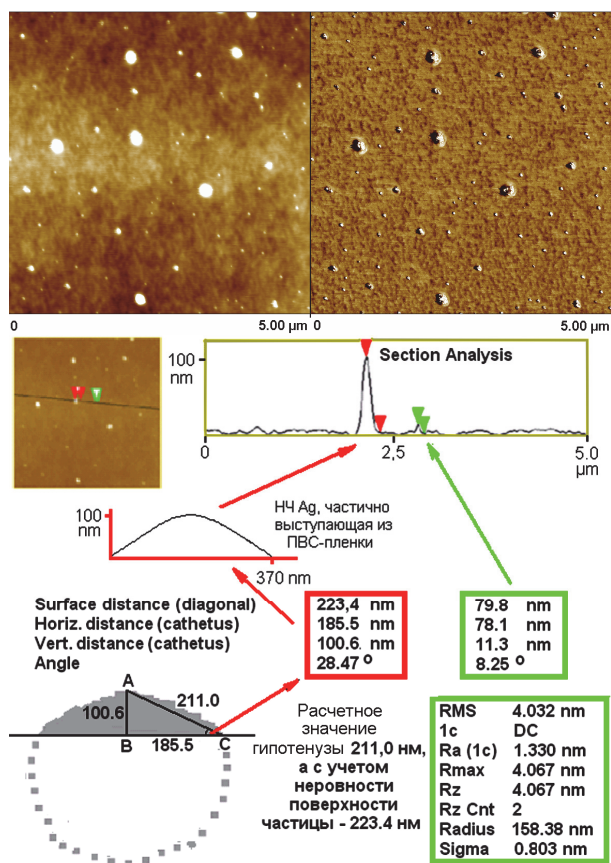 0 5.00 µm 0 5.00 µm
100
nm
Section Analysis
T
0 2,5 5.0
µm
100
nm
370 nm
НЧ Ag, частично
выступающая из
ПВС-пленки
Surface distance (diagonal) 223,4 nm 79.8 nm
Horiz. distance (cathetus) 185.5 nm 78.1 nm
Vert. distance (cathetus) 100.6. nm 11.3 nm
Angle 28.47 º 8.25 º
A
100.6
211.0
B
185.5
C
Расчетное
значение
гипотенузы 211,0 нм,
а с учетом
неровности
поверхности
частицы - 223.4 нм
RMS 4.032 nm
1c DC
Ra (1c) 1.330 nm
Rmax 4.067 nm
Rz 4.067 nm
Rz Cnt 2
Radius 158.38 nm
Sigma 0.803 nm